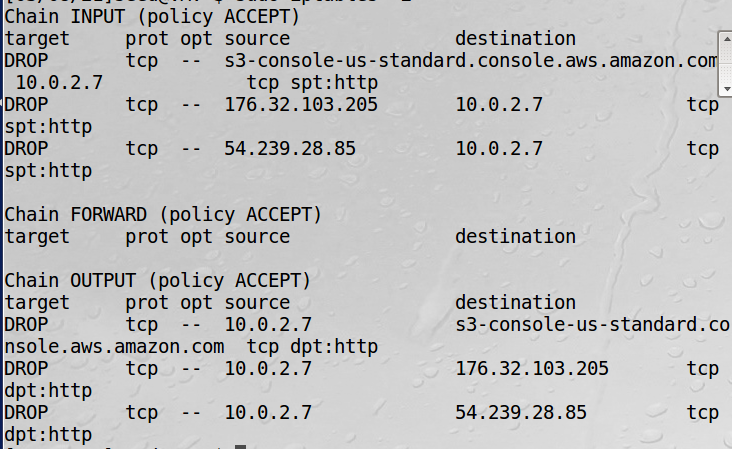 Chain INPUT (policy ACCEPT)
target     prot opt source               destination
DROP       tcp  --  s3-console-us-standard.console.aws.amazon.com
 10.0.2.7             tcp spt:http
DROP       tcp  --  176.32.103.205       10.0.2.7             tcp
spt:http
DROP       tcp  --  54.239.28.85         10.0.2.7             tcp
spt:http
Chain FORWARD (policy ACCEPT)
target     prot opt source               destination
Chain OUTPUT (policy ACCEPT)
target     prot opt source               destination
DROP       tcp  --  10.0.2.7             s3-console-us-standard.co
nsole.aws.amazon.com  tcp dpt:http
DROP       tcp  --  10.0.2.7             176.32.103.205       tcp
dpt:http
DROP       tcp  --  10.0.2.7             54.239.28.85         tcp
dpt:http